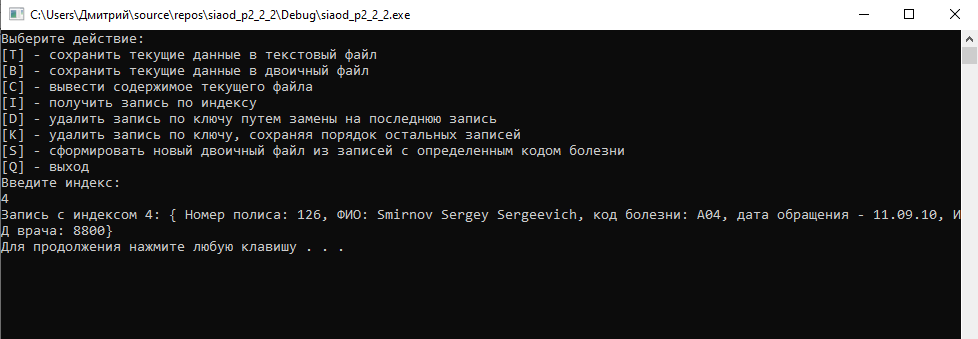 C:\Users\Дмитрий\source\repos\siaod_p2_2_2\Debug\siaod_p2_2_2.exe
Выберите действие:
[T] - сохранить текущие данные в текстовый файл
[B] - сохранить текущие данные в двоичный файл
[C] - вывести содержимое текущего файла
[I] - получить запись по индексу
[D] - удалить запись по ключу путем замены на последнюю запись
[K] - удалить запись по ключу, сохраняя порядок остальных записей
[S] - сформировать новый двоичный файл из записей с определенным кодом болезни
[Q] - выход
Введите индекс:
4
Запись с индексом 4: { Номер полиса: 126, ФИО: Smirnov Sergey Sergeevich, код болезни: A04, дата обращения - 11.09.10, И
Д врача: 8800}
Для продолжения нажмите любую клавишу . . .